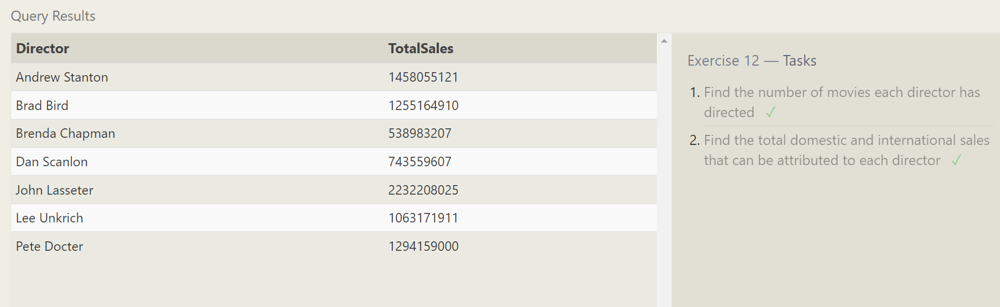 Query Results
Director TotalSales
Andrew Stanton 1458055121
Brad Bird 1255164910
Brenda Chapman 538983207
Dan Scanlon 743559607
John Lasseter 2232208025
Lee Unkrich 1063171911
Pete Docter 1294159000
Exercise 12 — Tasks
1. Find the number of movies each director has
directed ✓
2. Find the total domestic and international sales
that can be attributed to each director ✓